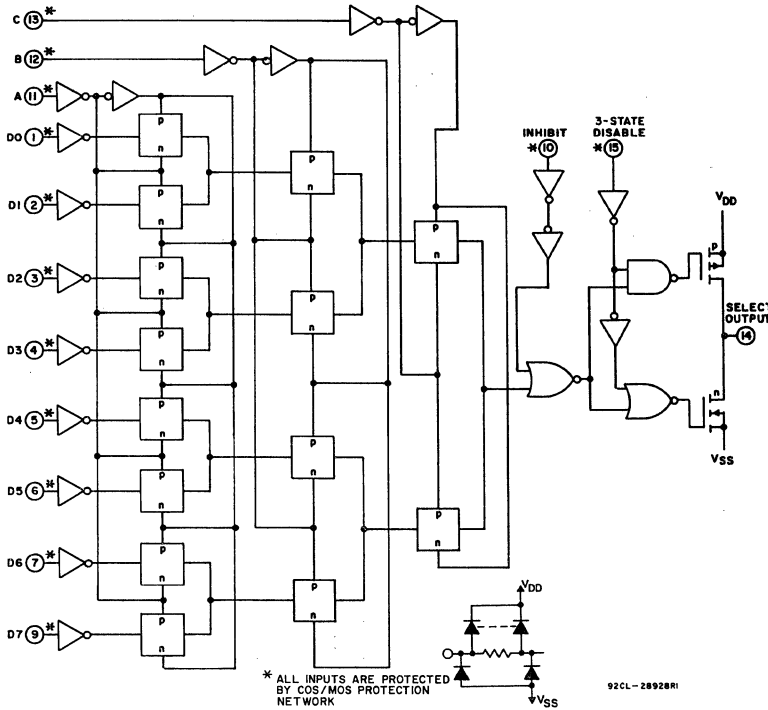 C 13 *
B 12 *
A 11 *
D0 1 *
p
n
D1 2 *
p
n
D2 3 *
p
n
D3 4 *
p
n
D4 5 *
p
n
D5 6 *
p
n
D6 7 *
p
n
D7 9 *
p
n
p
n
p
n
p
n
p
n
p
n
p
n
INHIBIT
* 10
3-STATE
DISABLE
* 15
VDD
p
SELECT
OUTPUT
14
n
VSS
VDD
VSS
* ALL INPUTS ARE PROTECTED
BY COS/MOS PROTECTION
NETWORK
92CL-28928R1